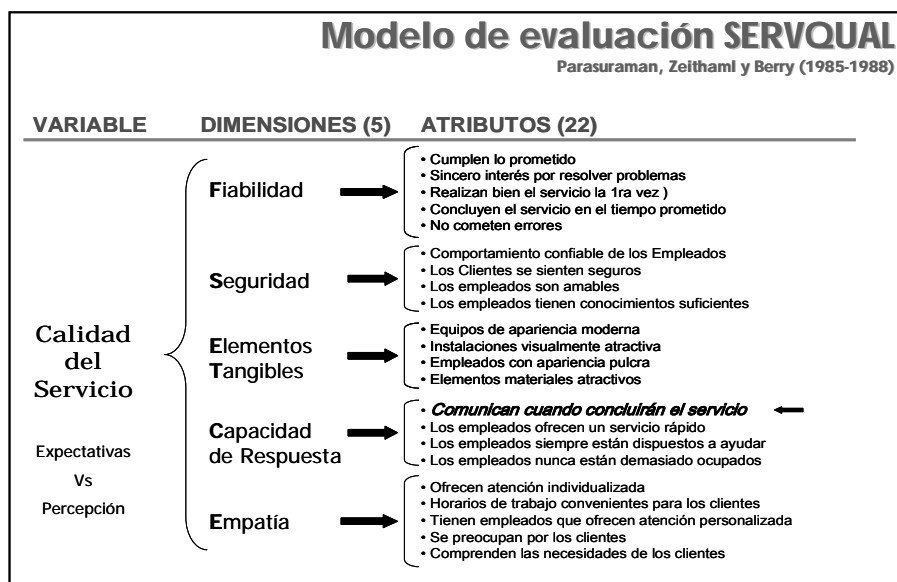 Modelo de evaluación SERVQUAL
Parasuraman, Zeithaml y Berry (1985-1988)
VARIABLE DIMENSIONES (5) ATRIBUTOS (22)
Calidad
del
Servicio
Expectativas
Vs
Percepción
Fiabilidad
• Cumplen lo prometido
• Sincero interés por resolver problemas
• Realizan bien el servicio la 1ra vez )
• Concluyen el servicio en el tiempo prometido
• No cometen errores
Seguridad
• Comportamiento confiable de los Empleados
• Los Clientes se sienten seguros
• Los empleados son amables
• Los empleados tienen conocimientos suficientes
Elementos
Tangibles
• Equipos de apariencia moderna
• Instalaciones visualmente atractiva
• Empleados con apariencia pulcra
• Elementos materiales atractivos
Capacidad
de Respuesta
• Comunican cuando concluirán el servicio
• Los empleados ofrecen un servicio rápido
• Los empleados siempre están dispuestos a ayudar
• Los empleados nunca están demasiado ocupados
Empatía
• Ofrecen atención individualizada
• Horarios de trabajo convenientes para los clientes
• Tienen empleados que ofrecen atención personalizada
• Se preocupan por los clientes
• Comprenden las necesidades de los clientes